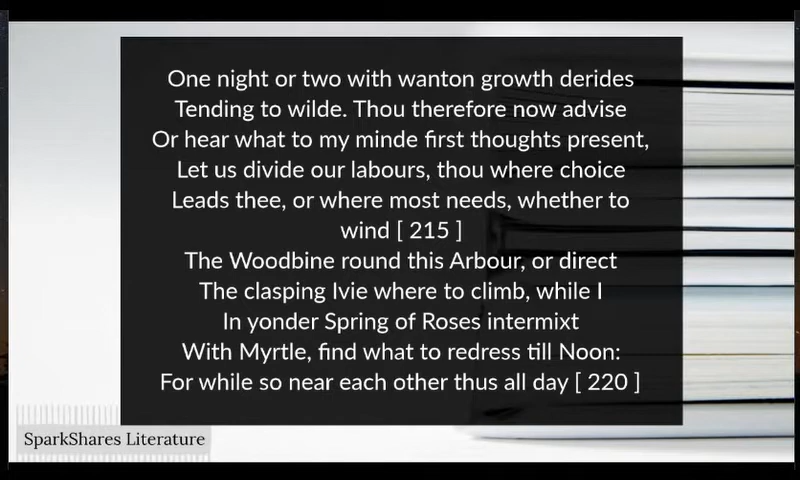 One night or two with wanton growth derides
Tending to wilde. Thou therefore now advise
Or hear what to my minde first thoughts present,
Let us divide our labours, thou where choice
Leads thee, or where most needs, whether to
wind [ 215 ]
The Woodbine round this Arbour, or direct
The clasping Ivie where to climb, while I
In yonder Spring of Roses intermixt
With Myrtle, find what to redress till Noon:
For while so near each other thus all day [ 220 ]
SparkShares Literature